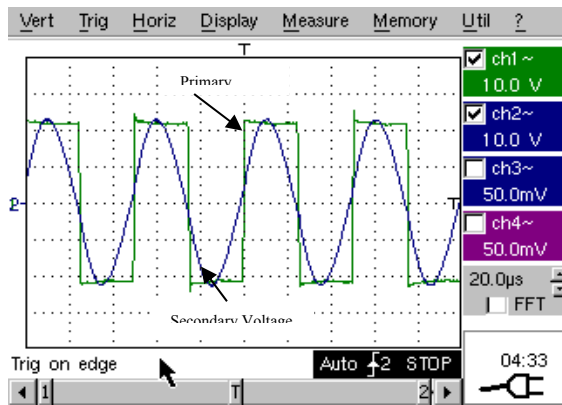 Vert Trig Horiz Display Measure Memory Util ?
T
Primary
ch1~
10.0 V
ch2~
10.0 V
ch3~
50.0mV
ch4~
50.0mV
2
T
20.0µs
FFT
Secondary Voltage
Trig on edge
Auto 2 STOP
04:33
1 T 2